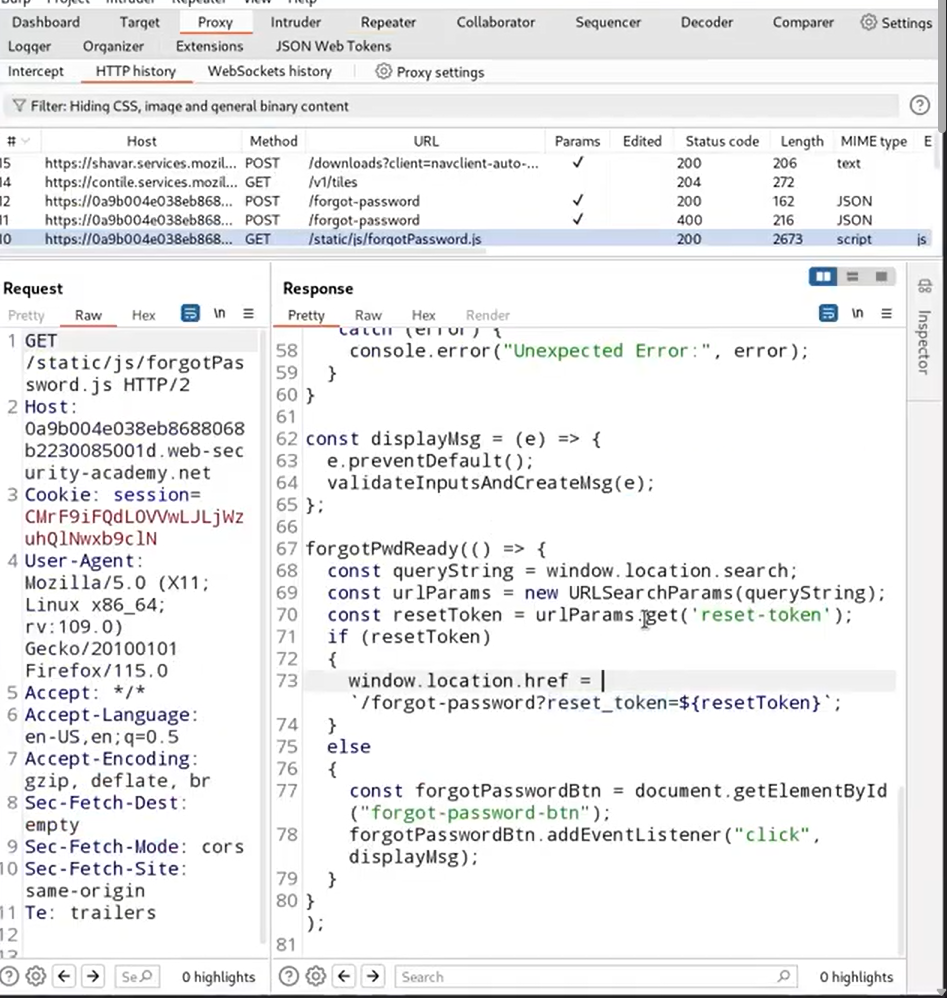 Burp Project Intruder Repeater View Help
Dashboard Target Proxy Intruder Repeater Collaborator Sequencer Decoder Comparer Settings
Logger Organizer Extensions JSON Web Tokens
Intercept HTTP history WebSockets history Proxy settings
Filter: Hiding CSS, image and general binary content
# Host Method URL Params Edited Status code Length MIME type E
15 https://shavar.services.mozil... POST /downloads?client=navclient-auto-... ✓ 200 206 text
14 https://contile.services.mozil... GET /v1/tiles 204 272
12 https://0a9b004e038eb868... POST /forgot-password ✓ 200 162 JSON
11 https://0a9b004e038eb868... POST /forgot-password ✓ 400 216 JSON
10 https://0a9b004e038eb868... GET /static/js/forgotPassword.js 200 2673 script js
Request
Pretty Raw Hex \n
1 GET
/static/js/forgotPas
sword.js HTTP/2
2 Host:
0a9b004e038eb8688068
b2230085001d.web-sec
urity-academy.net
3 Cookie: session=
CMrF9iFQdLOVVwLJLjWz
uhQlNwxb9clN
4 User-Agent:
Mozilla/5.0 (X11;
Linux x86_64;
rv:109.0)
Gecko/20100101
Firefox/115.0
5 Accept: */*
6 Accept-Language:
en-US,en;q=0.5
7 Accept-Encoding:
gzip, deflate, br
8 Sec-Fetch-Dest:
empty
9 Sec-Fetch-Mode: cors
10 Sec-Fetch-Site:
same-origin
11 Te: trailers
12
13
0 highlights
Response
Pretty Raw Hex Render \n
catch (error) {
58 console.error("Unexpected Error:", error);
59 }
60 }
61
62 const displayMsg = (e) => {
63 e.preventDefault();
64 validateInputsAndCreateMsg(e);
65 };
66
67 forgotPwdReady(() => {
68 const queryString = window.location.search;
69 const urlParams = new URLSearchParams(queryString);
70 const resetToken = urlParams.get('reset-token');
71 if (resetToken)
72 {
73 window.location.href =
`/forgot-password?reset_token=${resetToken}`;
74 }
75 else
76 {
77 const forgotPasswordBtn = document.getElementById
("forgot-password-btn");
78 forgotPasswordBtn.addEventListener("click",
displayMsg);
79 }
80 }
);
81
Search
0 highlights
Inspector